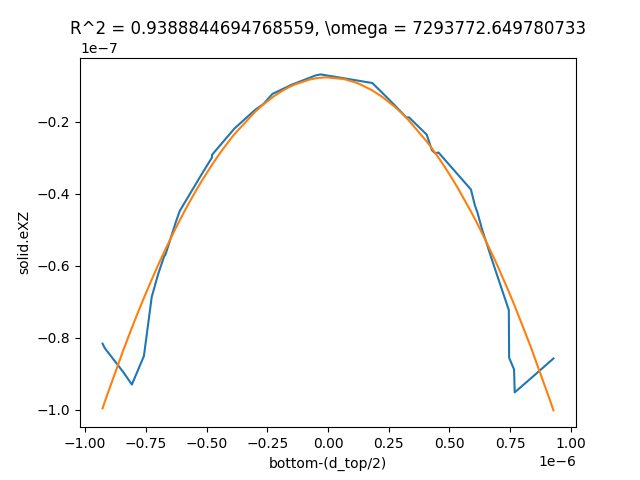 R^2 = 0.9388844694768559, \omega = 7293772.649780733
1e−7
−0.2
−0.4
−0.6
−0.8
−1.0
solid.eXZ
−1.00 −0.75 −0.50 −0.25 0.00 0.25 0.50 0.75 1.00
bottom-(d_top/2)
1e−6